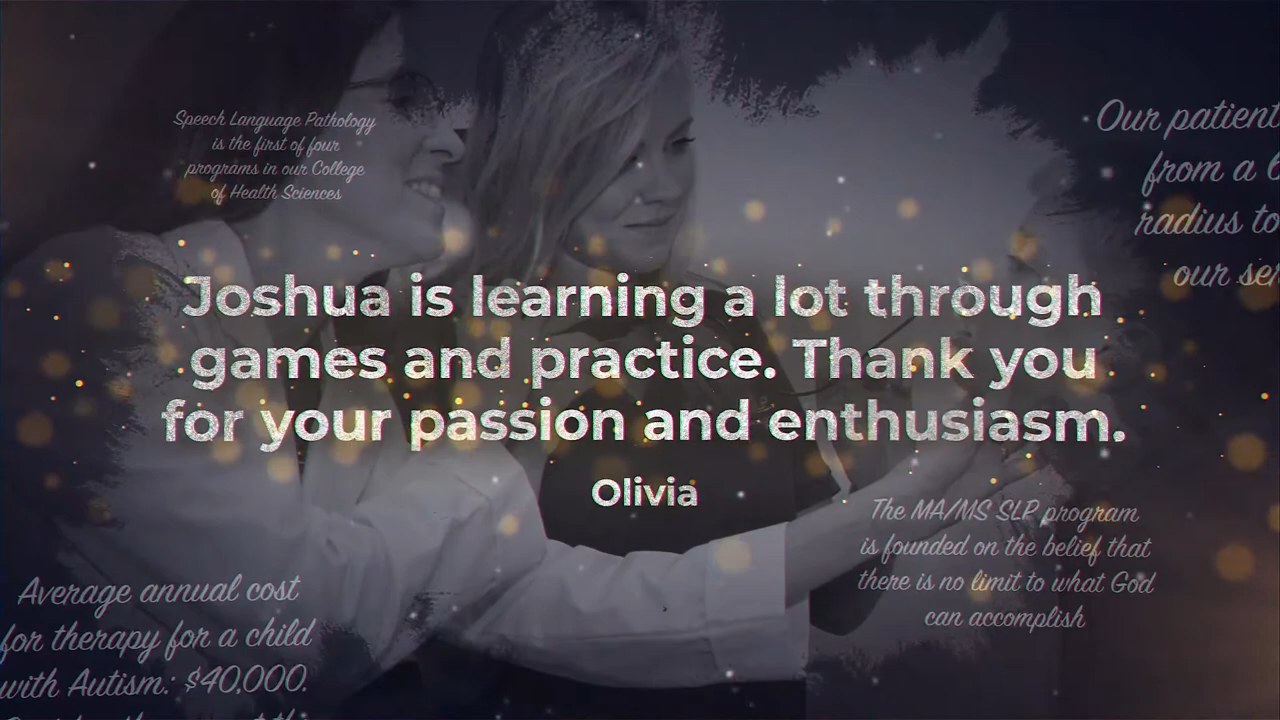 Speech Language Pathology
is the first of four
programs in our College
of Health Sciences
Our patient
from a
radius to
our
Joshua is learning a lot through
games and practice. Thank you
for your passion and enthusiasm.
Olivia
The MA/MS SLP program
is founded on the belief that
there is no limit to what God
can accomplish
Average annual cost
for therapy for a child
with Autism: $40,000.